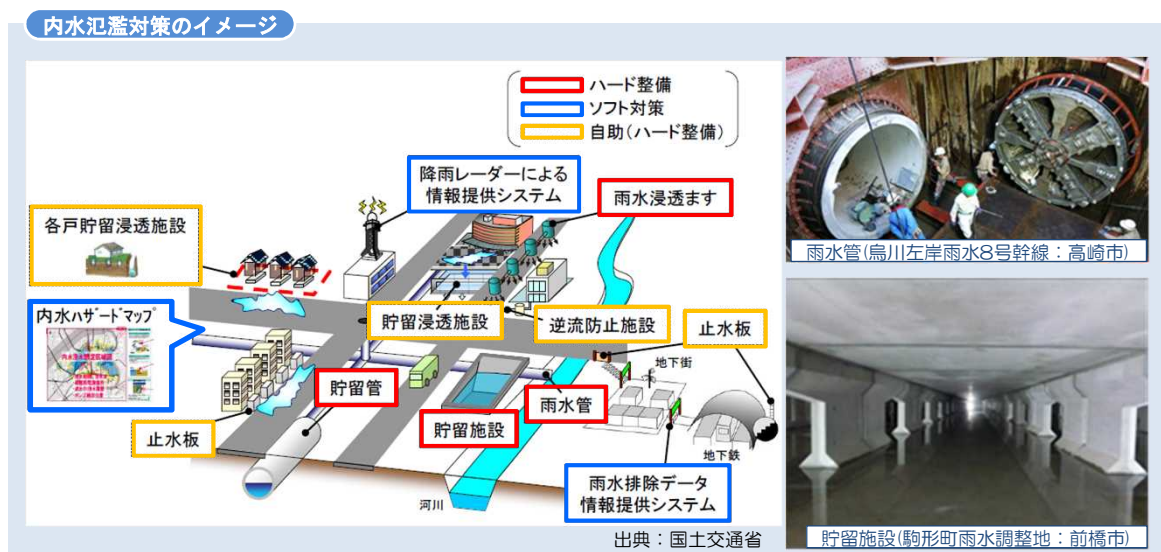 内水氾濫対策のイメージ
ハード整備
ソフト対策
自助(ハード整備)
降雨レーダーによる
情報提供システム
雨水浸透ます
各戸貯留浸透施設
内水ハザードマップ
貯留浸透施設
逆流防止施設
止水板
地下街
貯留管
雨水管
止水板
貯留施設
地下鉄
雨水排除データ
情報提供システム
河川
出典:国土交通省
雨水管(烏川左岸雨水8号幹線:高崎市)
貯留施設(駒形町雨水調整地:前橋市)